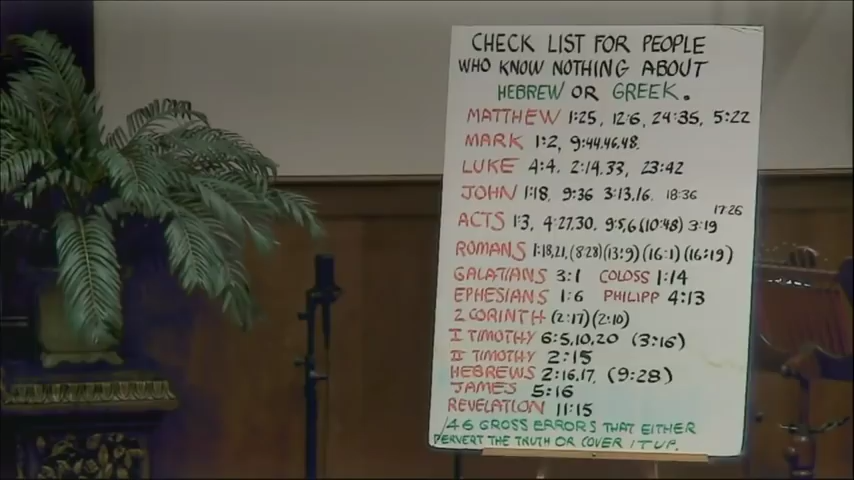 CHECK LIST FOR PEOPLE
WHO KNOW NOTHING ABOUT
HEBREW OR GREEK.
MATTHEW 1:25, 12:6, 24:35, 5:22
MARK 1:2, 9:44.46.48.
LUKE 4:4, 2:14.33, 23:42
JOHN 1:18, 9:36 3:13,16, 18:36
17:26
ACTS 1:3, 4:27,30. 9:5,6 (10:48) 3:19
ROMANS 1:18,21, (8:28) (13:9) (16:1) (16:19)
GALATIANS 3:1 COLOSS 1:14
EPHESIANS 1:6 PHILIPP 4:13
2 CORINTH (2:17) (2:10)
I TIMOTHY 6:5,10,20 (3:16)
II TIMOTHY 2:15
HEBREWS 2:16,17, (9:28)
JAMES 5:16
REVELATION 11:15
46 GROSS ERRORS THAT EITHER
PERVERT THE TRUTH OR COVER IT UP.